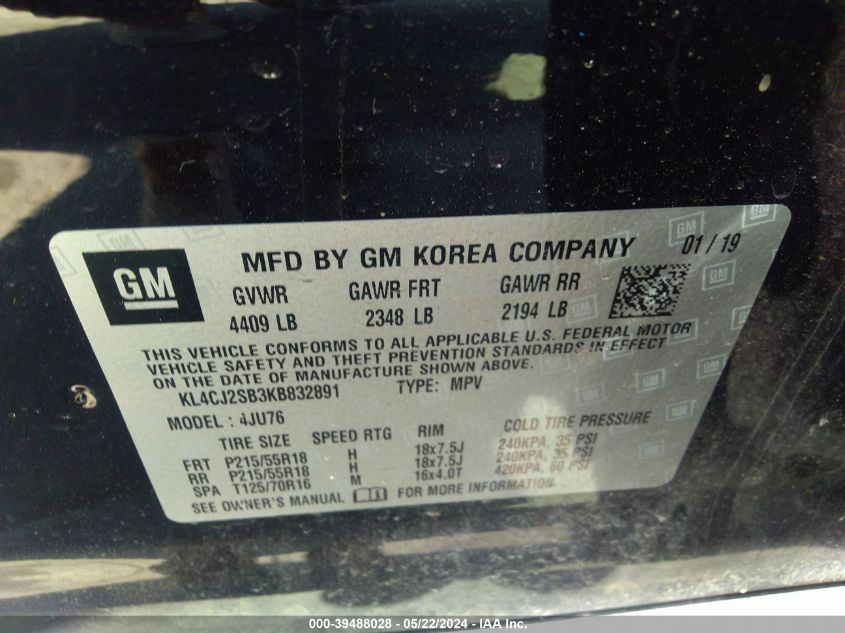 GM
MFD BY GM KOREA COMPANY 01 / 19
GVWR GAWR FRT GAWR RR
4409 LB 2348 LB 2194 LB
THIS VEHICLE CONFORMS TO ALL APPLICABLE U.S. FEDERAL MOTOR
VEHICLE SAFETY AND THEFT PREVENTION STANDARDS IN EFFECT
ON THE DATE OF MANUFACTURE SHOWN ABOVE.
KL4CJ2SB3KB832891 TYPE: MPV
MODEL : 4JU76
TIRE SIZE SPEED RTG RIM COLD TIRE PRESSURE
FRT P215/55R18 H 18x7.5J 240KPA, 35 PSI
RR P215/55R18 H 18x7.5J 240KPA, 35 PSI
SPA T125/70R16 M 16x4.0T 420KPA, 60 PSI
SEE OWNER'S MANUAL FOR MORE INFORMATION
000-39488028 - 05/22/2024 - IAA Inc.